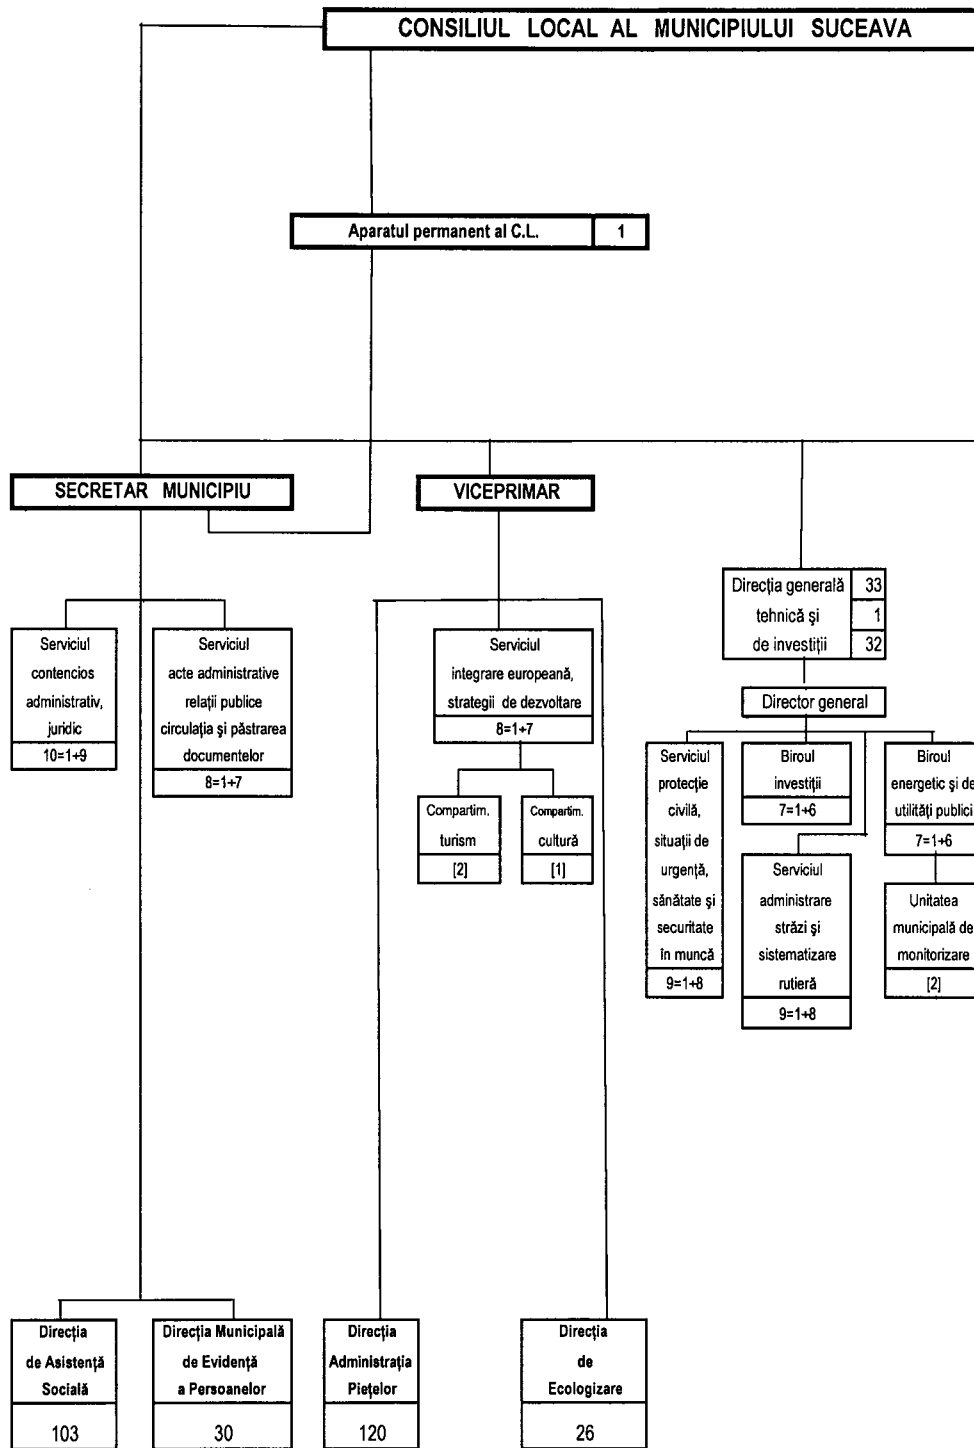 CONSILIUL LOCAL AL MUNICIPIULUI SUCEAVA
Aparatul permanent al C.L. 1
SECRETAR MUNICIPIU
VICEPRIMAR
Direcţia generală 33
tehnică şi 1
de investiţii 32
Serviciul
contencios
administrativ,
juridic
10=1+9
Serviciul
acte administrative
relaţii publice
circulaţia şi păstrarea
documentelor
8=1+7
Serviciul
integrare europeană,
strategii de dezvoltare
8=1+7
Compartim.
turism
[2]
Compartim.
cultură
[1]
Director general
Serviciul
protecţie
civilă,
situaţii de
urgenţă,
sănătate şi
securitate
în muncă
9=1+8
Biroul
investiţii
7=1+6
Serviciul
administrare
străzi şi
sistematizare
rutieră
9=1+8
Biroul
energetic şi de
utilităţi publici
7=1+6
Unitatea
municipală de
monitorizare
[2]
Direcţia
de Asistenţă
Socială
103
Direcţia Municipală
de Evidenţă
a Persoanelor
30
Direcţia
Administraţia
Pieţelor
120
Direcţia
de
Ecologizare
26